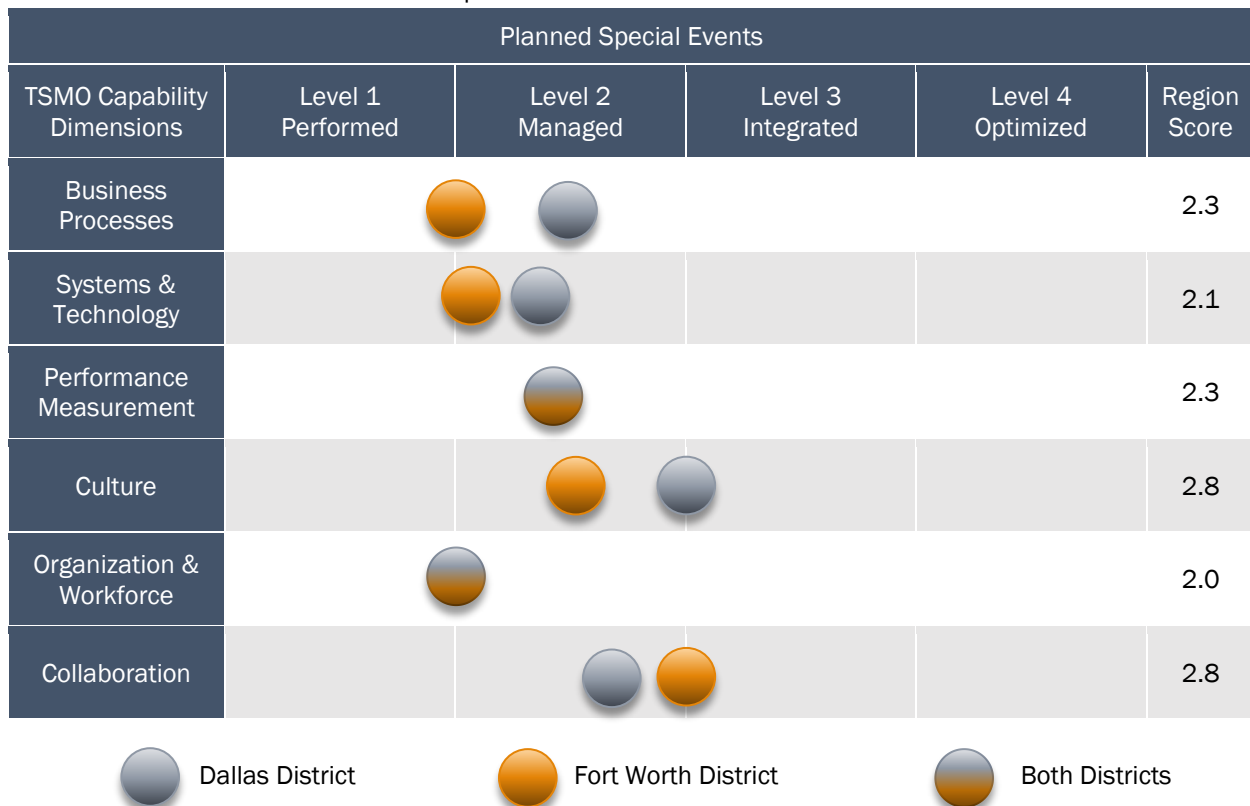 Planned Special Events
TSMO Capability
Dimensions
Level 1
Performed
Level 2
Managed
Level 3
Integrated
Level 4
Optimized
Region
Score
Business
Processes
2.3
Systems &
Technology
2.1
Performance
Measurement
2.3
Culture
2.8
Organization &
Workforce
2.0
Collaboration
2.8
Dallas District
Fort Worth District
Both Districts